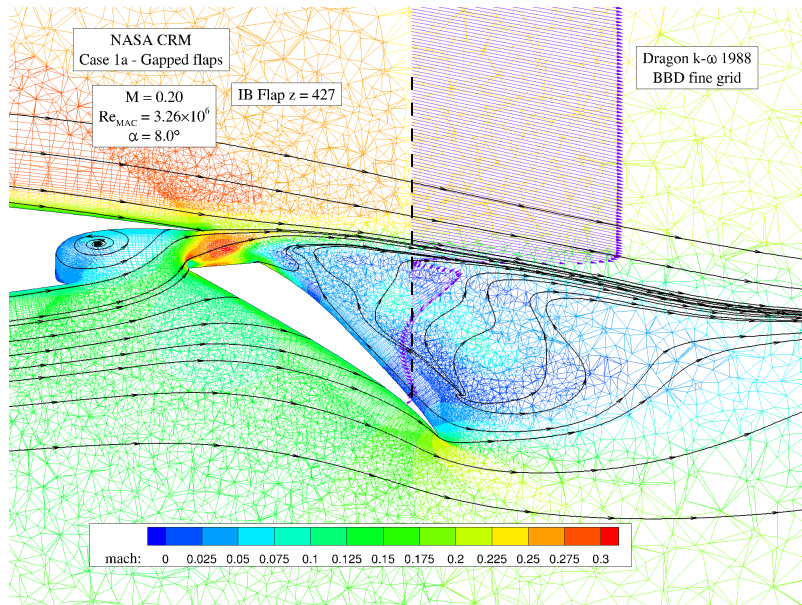 NASA CRM
Case 1a - Gapped flaps
M = 0.20
Re_MAC = 3.26×10⁶
α = 8.0°
IB Flap z = 427
Dragon k-ω 1988
BBD fine grid
mach: 0 0.025 0.05 0.075 0.1 0.125 0.15 0.175 0.2 0.225 0.25 0.275 0.3